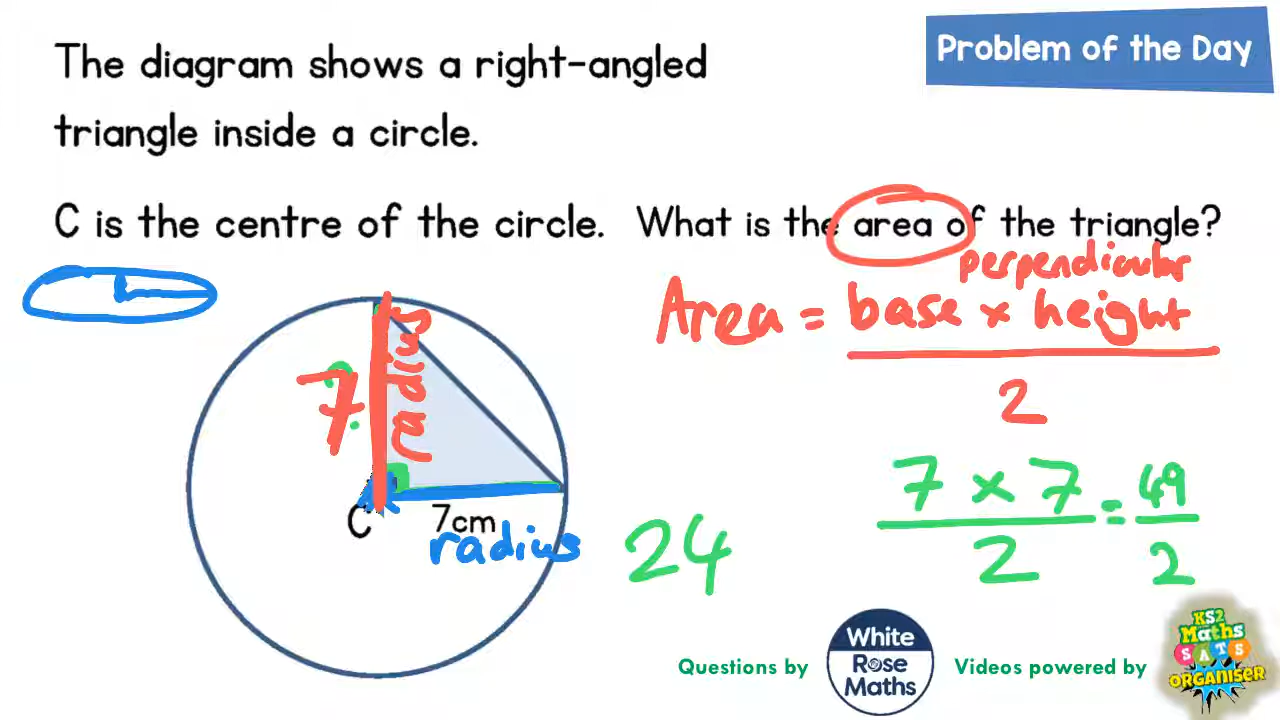 Problem of the Day
The diagram shows a right-angled
triangle inside a circle.
C is the centre of the circle. What is the area of the triangle?
perpendicular
Area = base x height
2
7
radius
C
7cm
radius
24
7 x 7 = 49
2 2
Questions by
White
Rose
Maths
Videos powered by
KS2
Maths
SATS
ORGANISER